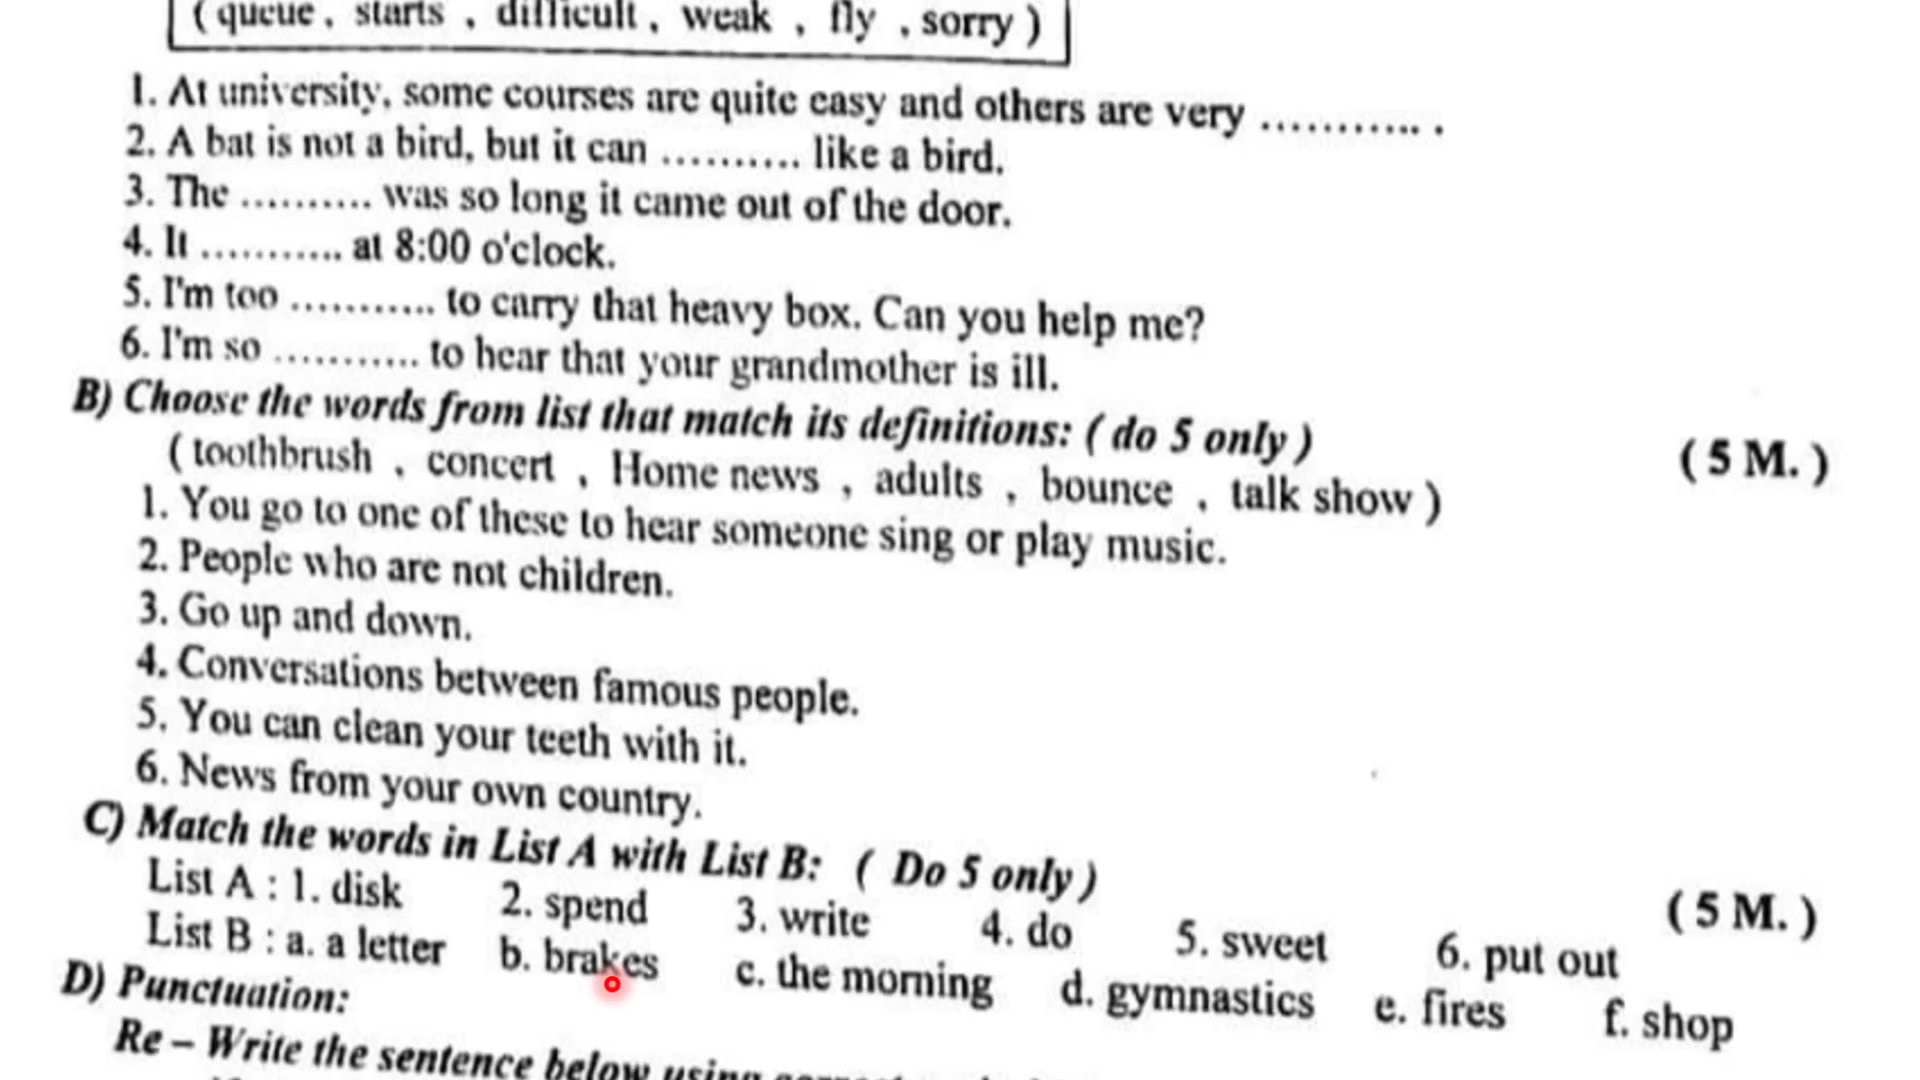 ( queue , starts , difficult , weak , fly , sorry )
1. At university, some courses are quite easy and others are very ........... .
2. A bat is not a bird, but it can .......... like a bird.
3. The .......... was so long it came out of the door.
4. It ........... at 8:00 o'clock.
5. I'm too ........... to carry that heavy box. Can you help me?
6. I'm so ........... to hear that your grandmother is ill.
B) Choose the words from list that match its definitions: ( do 5 only ) ( 5 M. )
( toothbrush , concert , Home news , adults , bounce , talk show )
1. You go to one of these to hear someone sing or play music.
2. People who are not children.
3. Go up and down.
4. Conversations between famous people.
5. You can clean your teeth with it.
6. News from your own country.
C) Match the words in List A with List B: ( Do 5 only ) ( 5 M. )
List A : 1. disk 2. spend 3. write 4. do 5. sweet 6. put out
List B : a. a letter b. brakes c. the morning d. gymnastics e. fires f. shop
D) Punctuation:
Re – Write the sentence below using